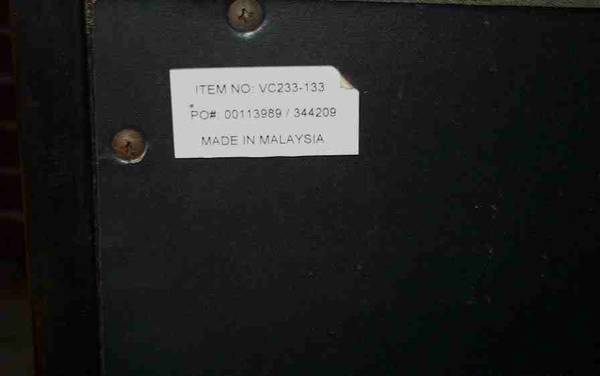 ITEM NO: VC233-133
PO#: 00113989 / 344209
MADE IN MALAYSIA